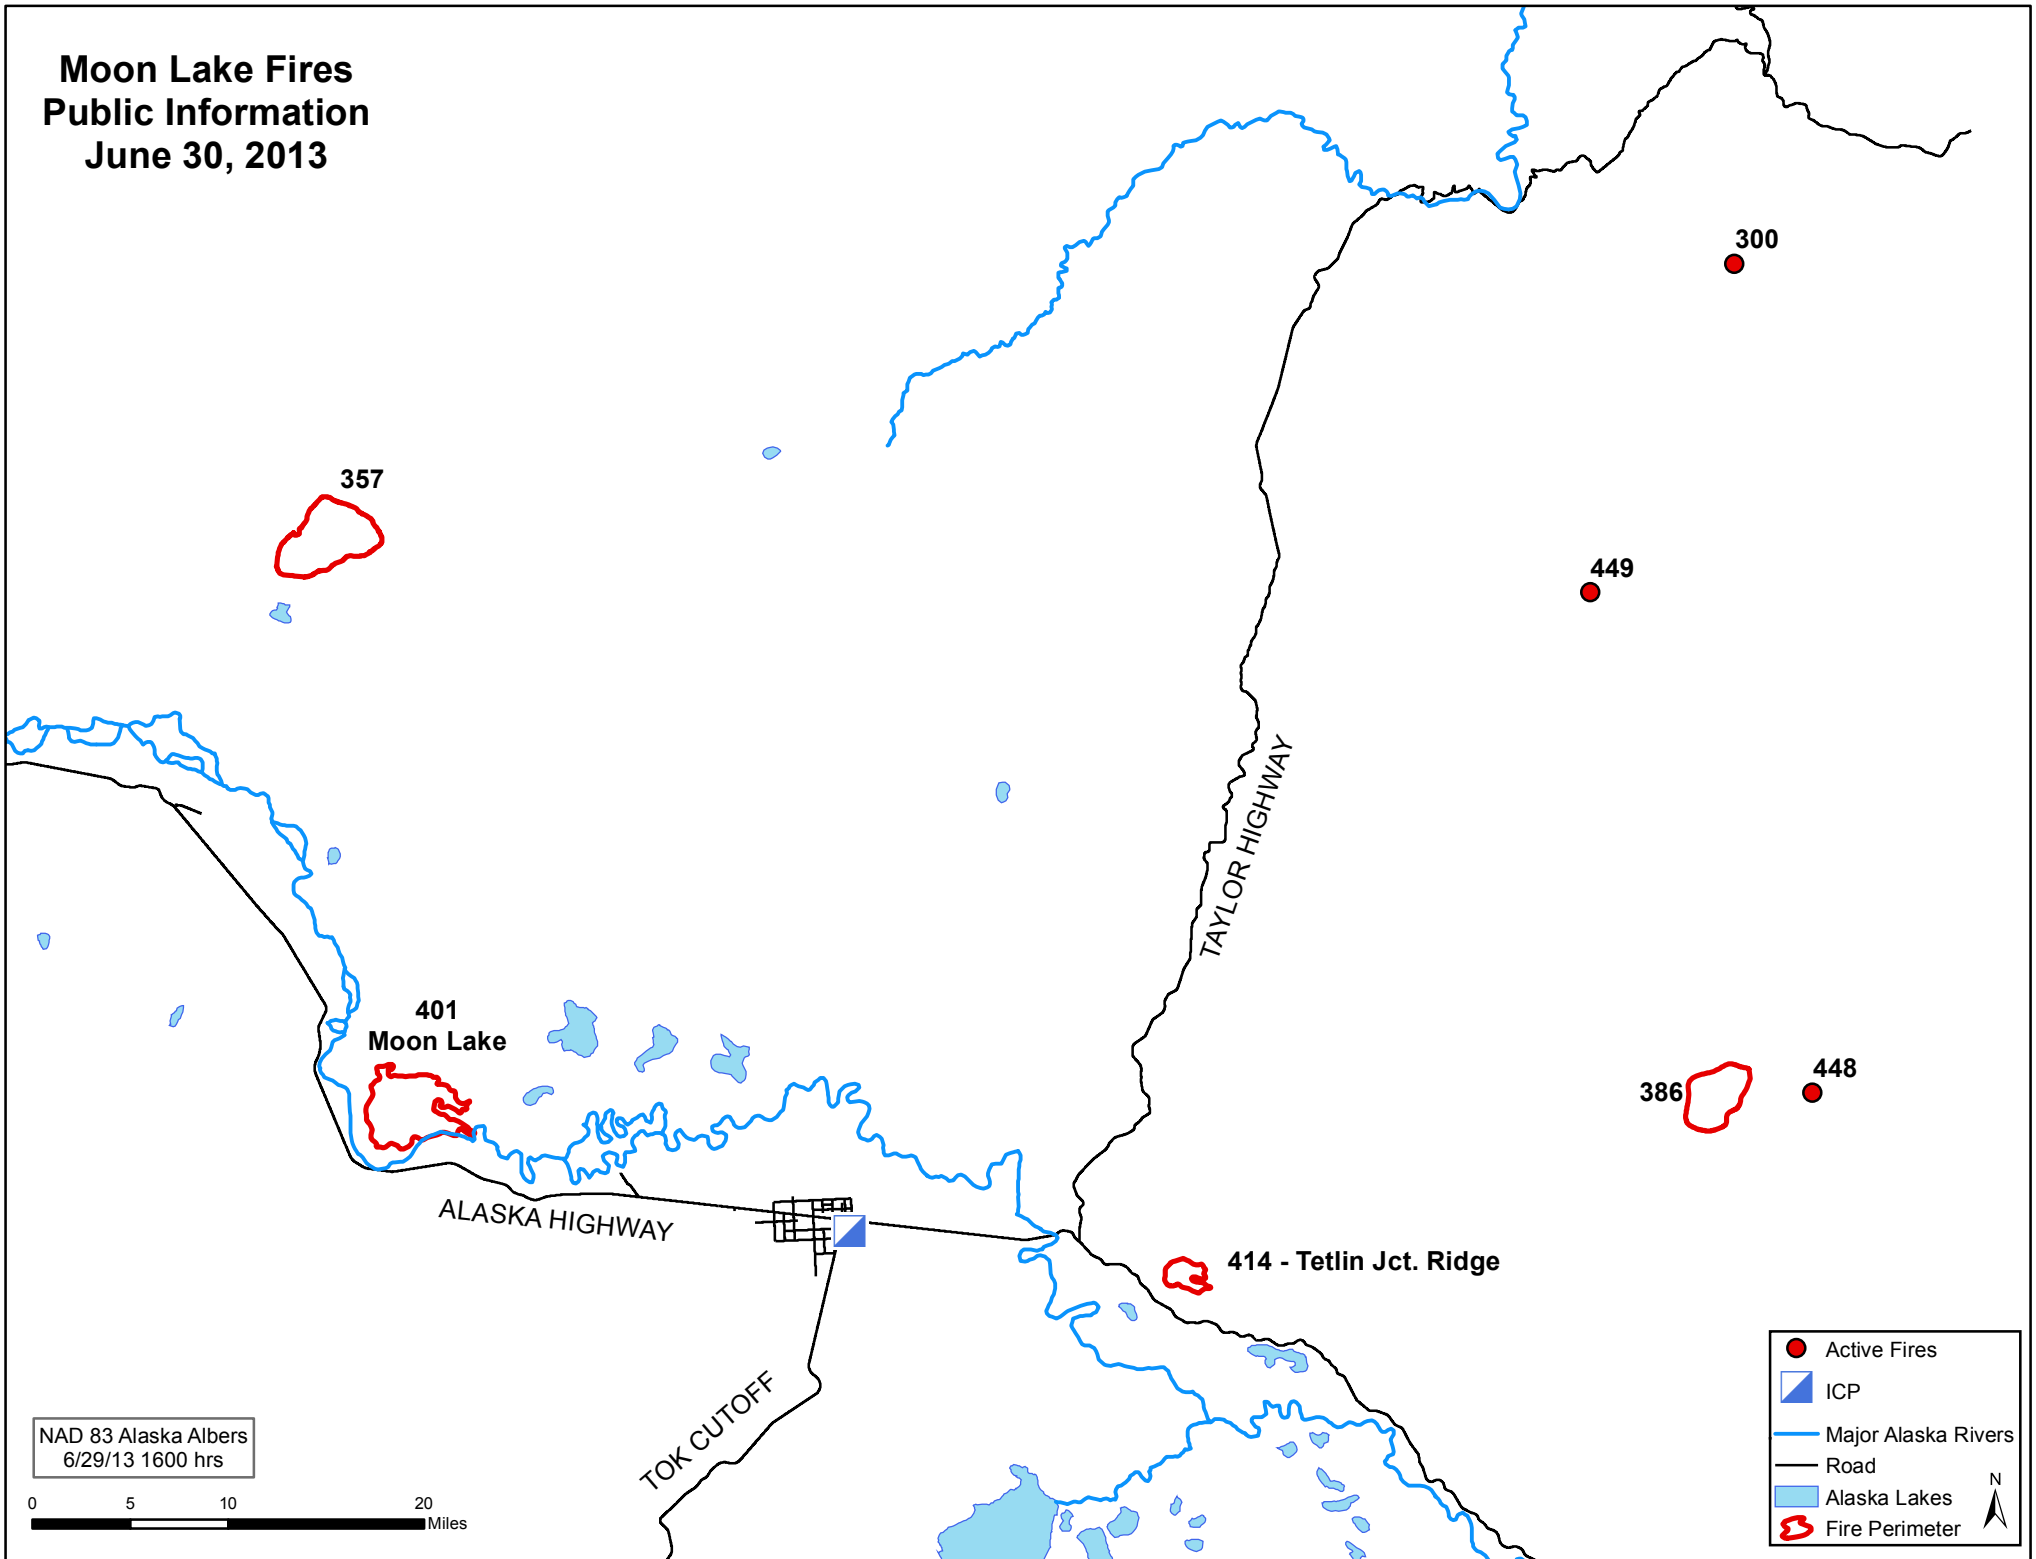 Moon Lake Fires
Public Information
June 30, 2013
300
357
449
TAYLOR HIGHWAY
401
Moon Lake
386
448
ALASKA HIGHWAY
414 - Tetlin Jct. Ridge
TOK CUTOFF
NAD 83 Alaska Albers
6/29/13 1600 hrs
0 5 10 20
Miles
Active Fires
ICP
Major Alaska Rivers
Road
N
Alaska Lakes
Fire Perimeter